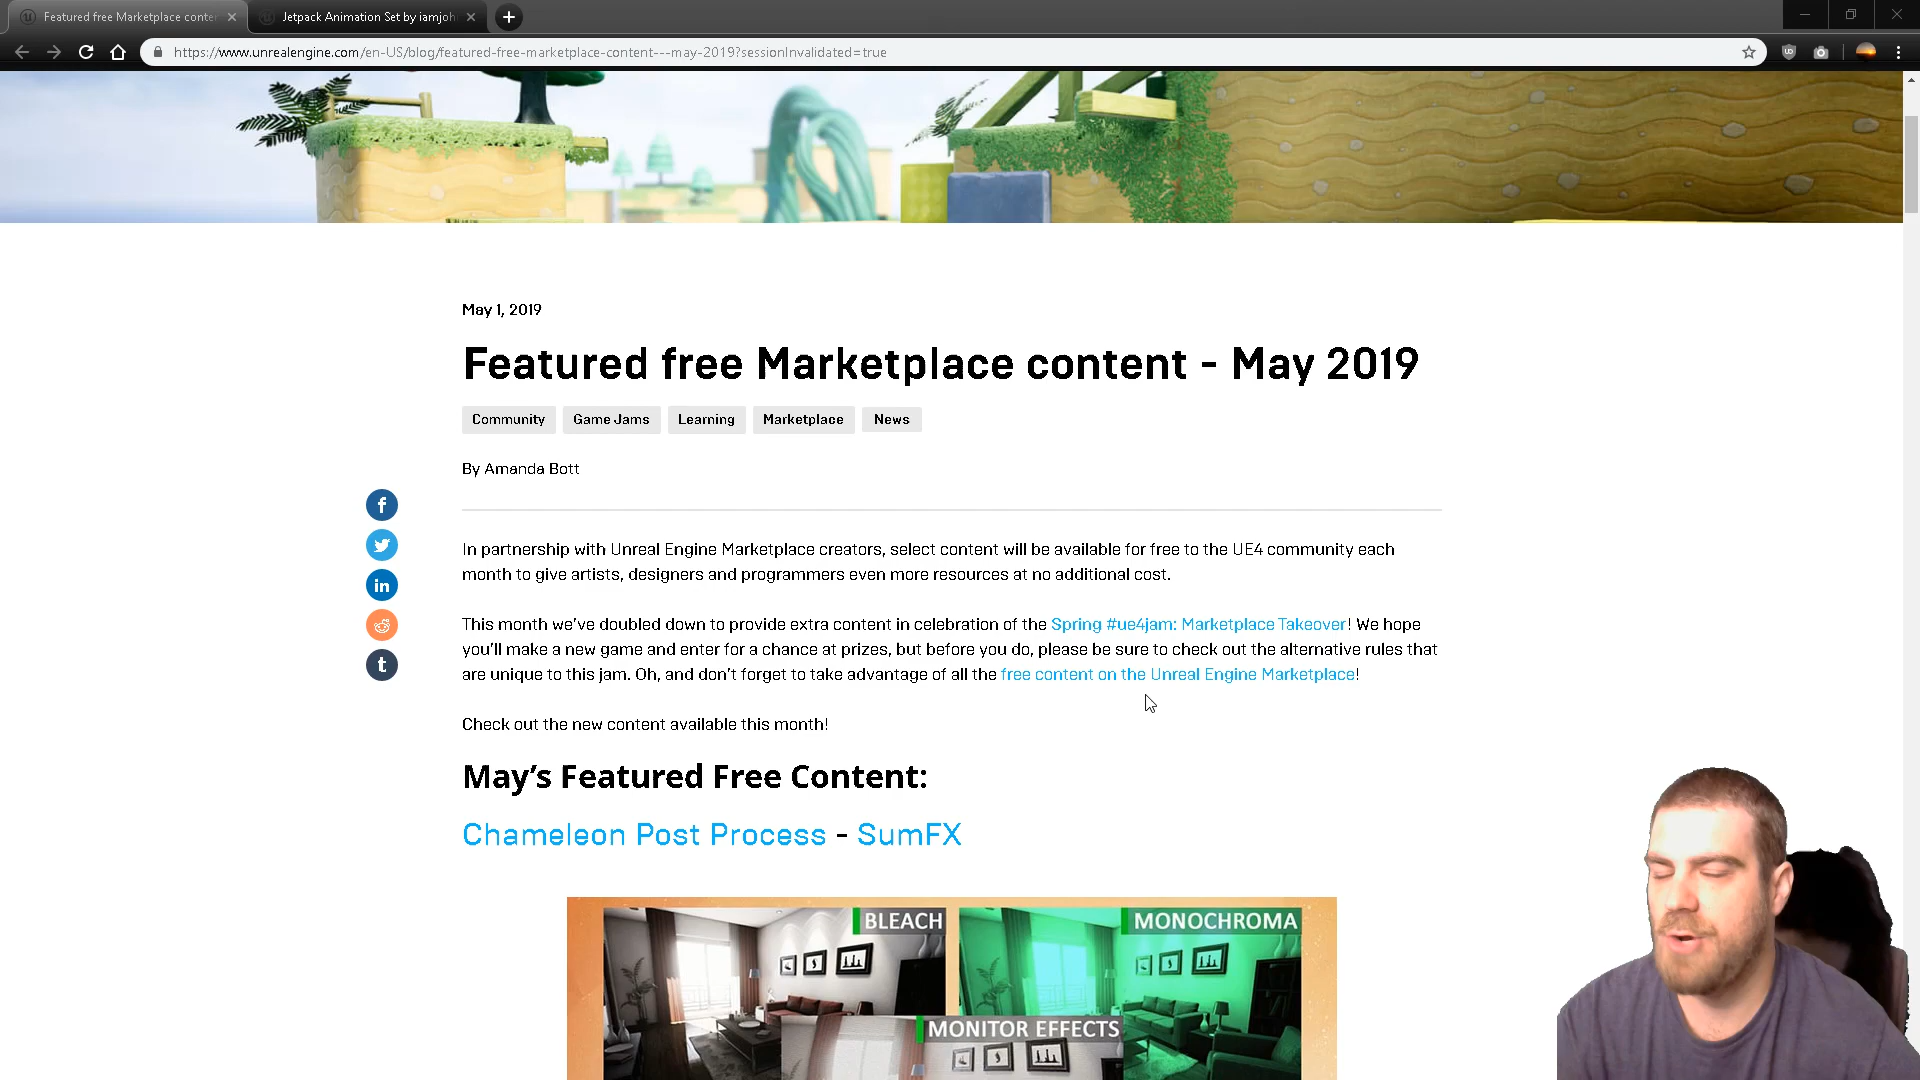 Featured free Marketplace conten
Jetpack Animation Set by iamjohn
https://www.unrealengine.com/en-US/blog/featured-free-marketplace-content---may-2019?sessionInvalidated=true
May 1, 2019
Featured free Marketplace content - May 2019
Community Game Jams Learning Marketplace News
By Amanda Bott
In partnership with Unreal Engine Marketplace creators, select content will be available for free to the UE4 community each
month to give artists, designers and programmers even more resources at no additional cost.
This month we've doubled down to provide extra content in celebration of the Spring #ue4jam: Marketplace Takeover! We hope
you'll make a new game and enter for a chance at prizes, but before you do, please be sure to check out the alternative rules that
are unique to this jam. Oh, and don't forget to take advantage of all the free content on the Unreal Engine Marketplace!
Check out the new content available this month!
May's Featured Free Content:
Chameleon Post Process - SumFX
BLEACH
MONOCHROMA
MONITOR EFFECTS